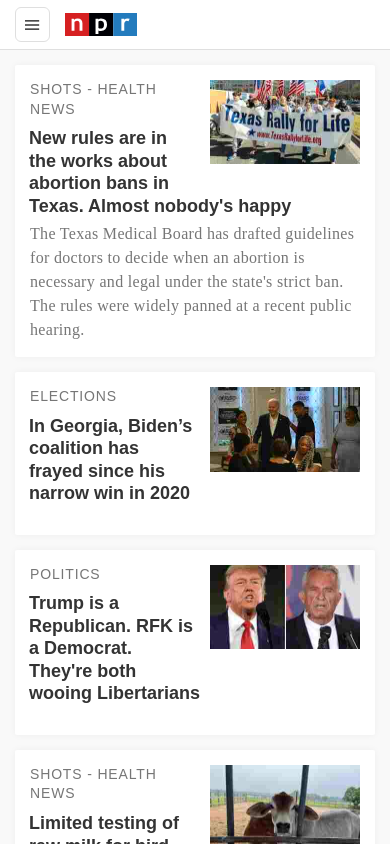 npr
SHOTS - HEALTH
NEWS
New rules are in
the works about
abortion bans in
Texas. Almost nobody's happy
Texas Rally for Life
www.TexasRallyforLife.org
The Texas Medical Board has drafted guidelines
for doctors to decide when an abortion is
necessary and legal under the state's strict ban.
The rules were widely panned at a recent public
hearing.
ELECTIONS
In Georgia, Biden’s
coalition has
frayed since his
narrow win in 2020
POLITICS
Trump is a
Republican. RFK is
a Democrat.
They're both
wooing Libertarians
SHOTS - HEALTH
NEWS
Limited testing of
raw milk for bird